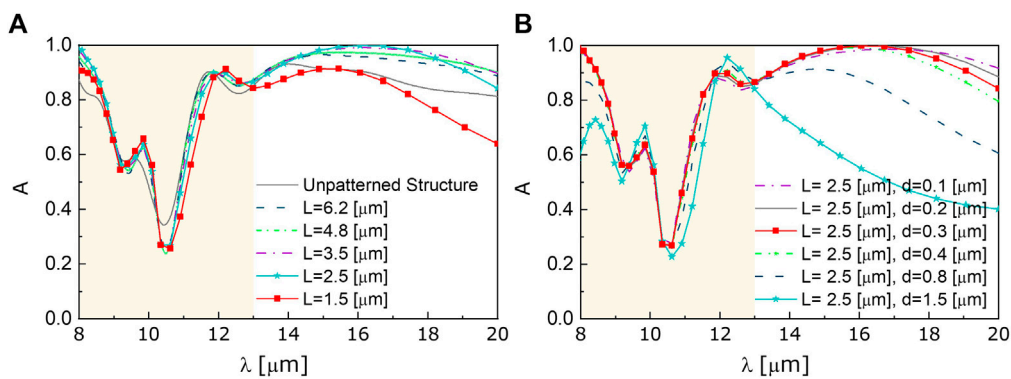 A
B
1.0
0.8
0.6
0.4
0.2
0.0
A
8
10
12
14
16
18
20
λ [μm]
Unpatterned Structure
L=6.2 [μm]
L=4.8 [μm]
L=3.5 [μm]
L=2.5 [μm]
L=1.5 [μm]
1.0
0.8
0.6
0.4
0.2
0.0
A
8
10
12
14
16
18
20
λ [μm]
L= 2.5 [μm], d=0.1 [μm]
L= 2.5 [μm], d=0.2 [μm]
L= 2.5 [μm], d=0.3 [μm]
L= 2.5 [μm], d=0.4 [μm]
L= 2.5 [μm], d=0.8 [μm]
L= 2.5 [μm], d=1.5 [μm]